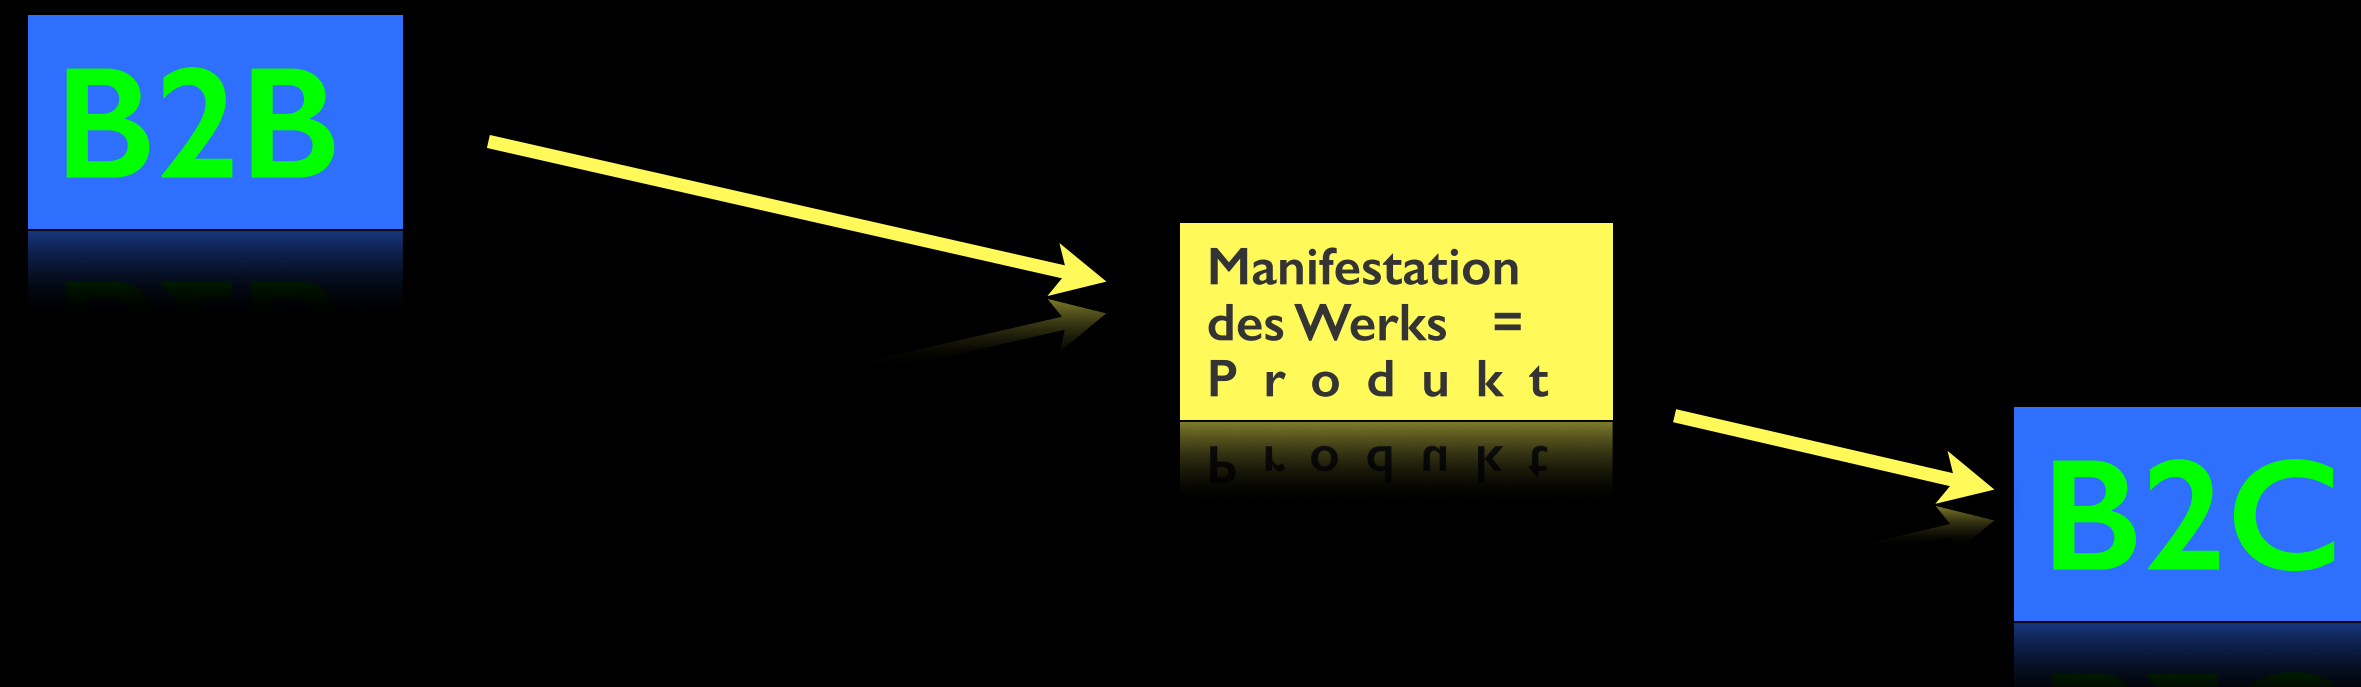 B2B
Manifestation
des Werks =
P r o d u k t
B2C